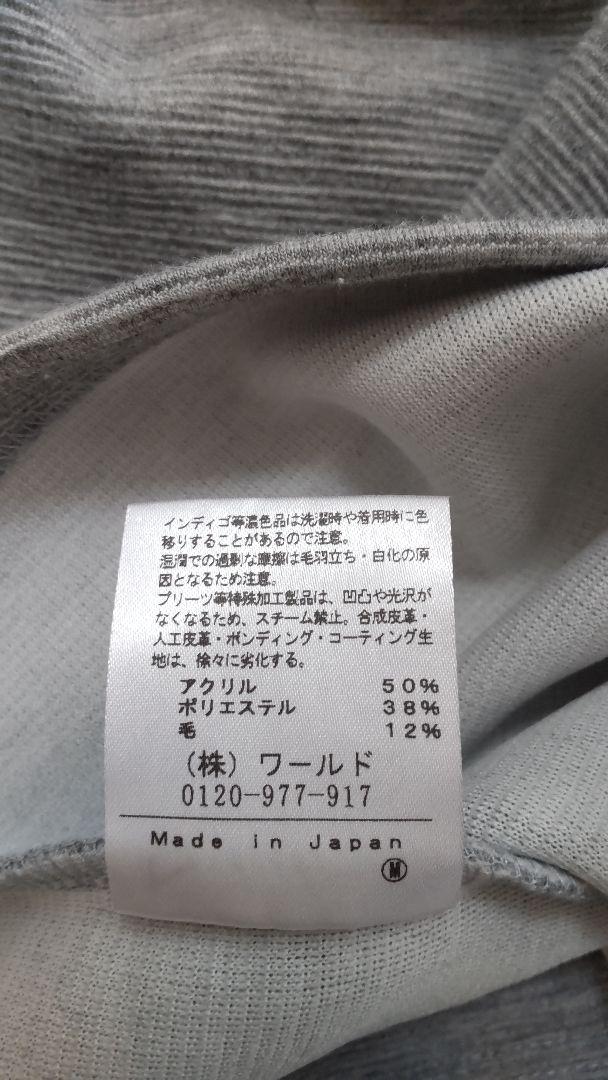 インディゴ等濃色品は洗濯時や着用時に色
移りすることがあるので注意。
湿潤での過剰な摩擦は毛羽立ち・白化の原
因となるため注意。
プリーツ等特殊加工製品は、凹凸や光沢が
なくなるため、スチーム禁止。合成皮革・
人工皮革・ボンディング・コーティング生
地は、徐々に劣化する。
アクリル 50%
ポリエステル 38%
毛 12%
(株)ワールド
0120-977-917
Made in Japan
M